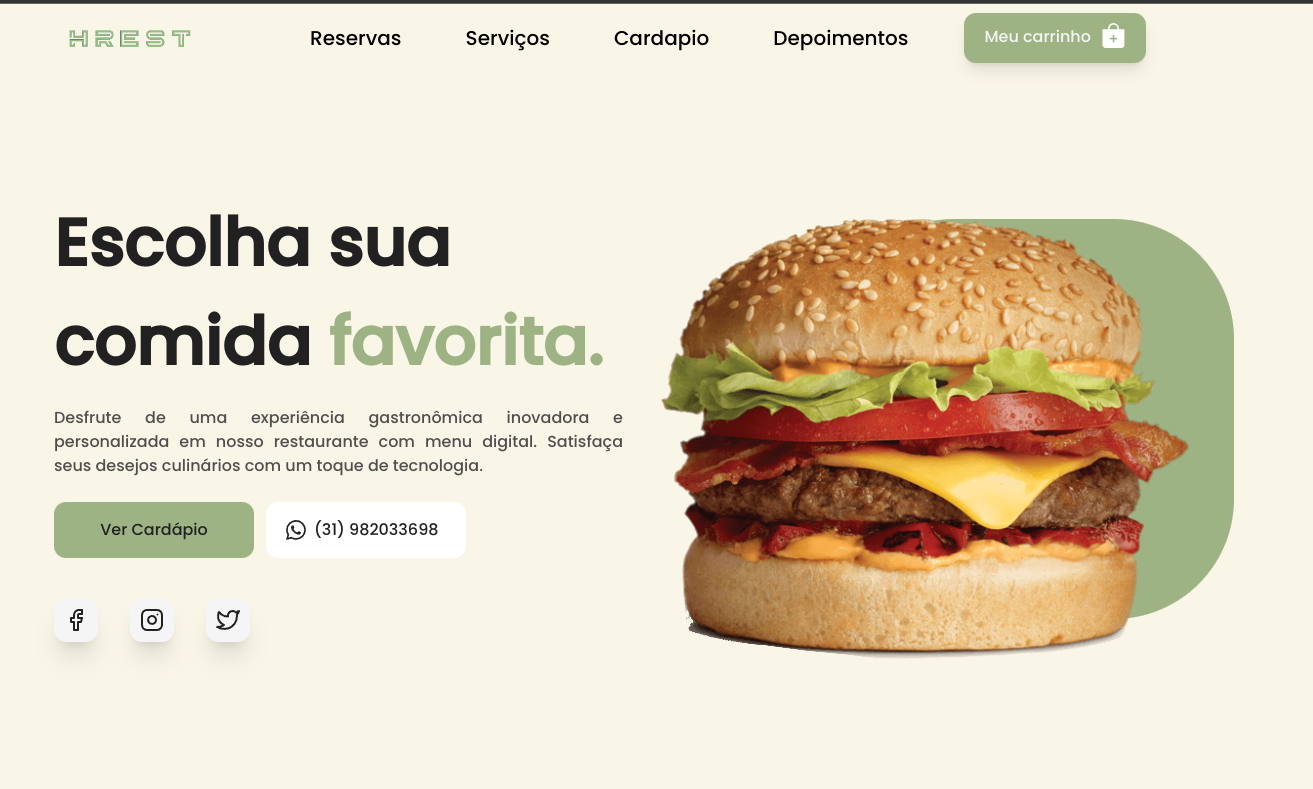 HREST
Reservas
Serviços
Cardapio
Depoimentos
Meu carrinho
Escolha sua
comida favorita.
Desfrute de uma experiência gastronômica inovadora e
personalizada em nosso restaurante com menu digital. Satisfaça
seus desejos culinários com um toque de tecnologia.
Ver Cardápio
(31) 982033698